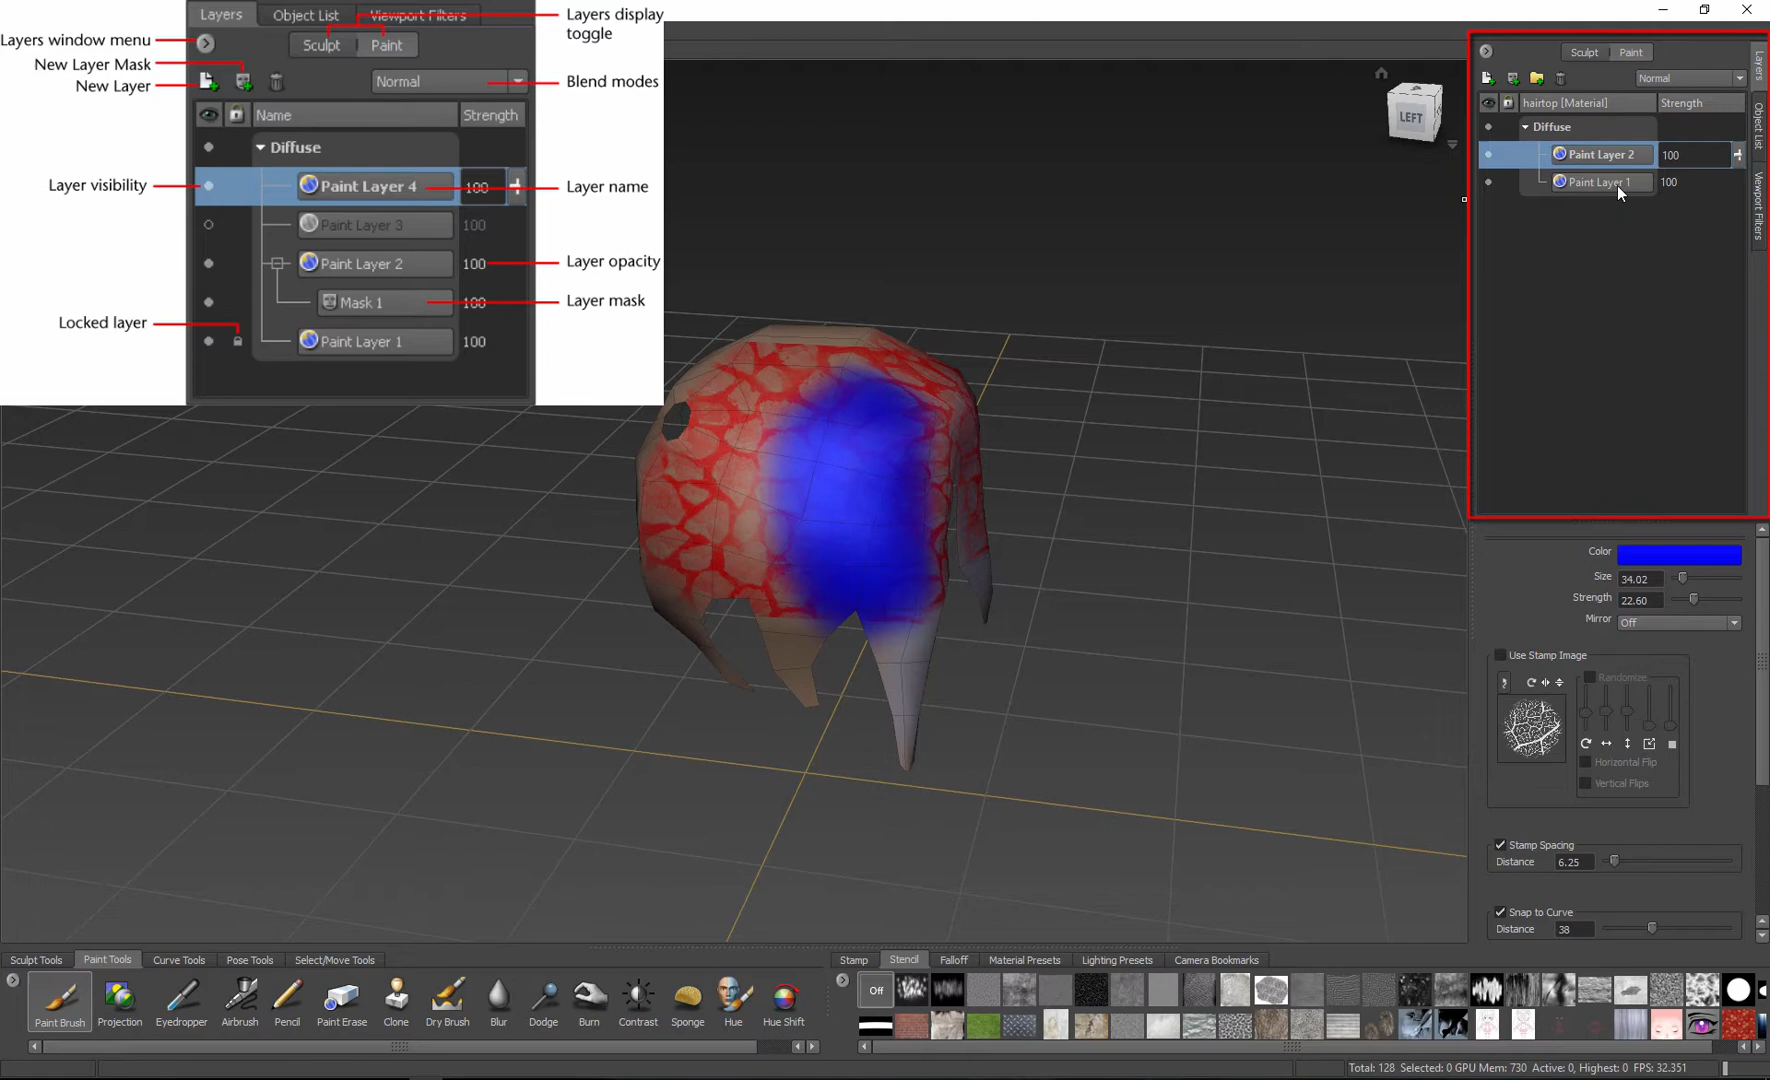 Layers Object List Viewport Filters
Layers display
toggle
Layers window menu
Sculpt Paint
New Layer Mask
New Layer
Normal
Blend modes
Name Strength
Diffuse
Layer visibility
Paint Layer 4 100
Layer name
Paint Layer 3 100
Paint Layer 2 100
Layer opacity
Mask 1 100
Layer mask
Locked layer
Paint Layer 1 100
LEFT
Sculpt Paint
Normal
hairtop [Material] Strength
Diffuse
Paint Layer 2 100
Paint Layer 1 100
Layers
Object List
Viewport Filters
Color
Size 34.02
Strength 22.60
Mirror Off
Use Stamp Image
Randomize
Horizontal Flip
Vertical Flips
Stamp Spacing
Distance 6.25
Snap to Curve
Distance 38
Sculpt Tools Paint Tools Curve Tools Pose Tools Select/Move Tools
Paint Brush Projection Eyedropper Airbrush Pencil Paint Erase Clone Dry Brush Blur Dodge Burn Contrast Sponge Hue Hue Shift
Stamp Stencil Falloff Material Presets Lighting Presets Camera Bookmarks
Off
Total: 128 Selected: 0 GPU Mem: 730 Active: 0, Highest: 0 FPS: 32.351